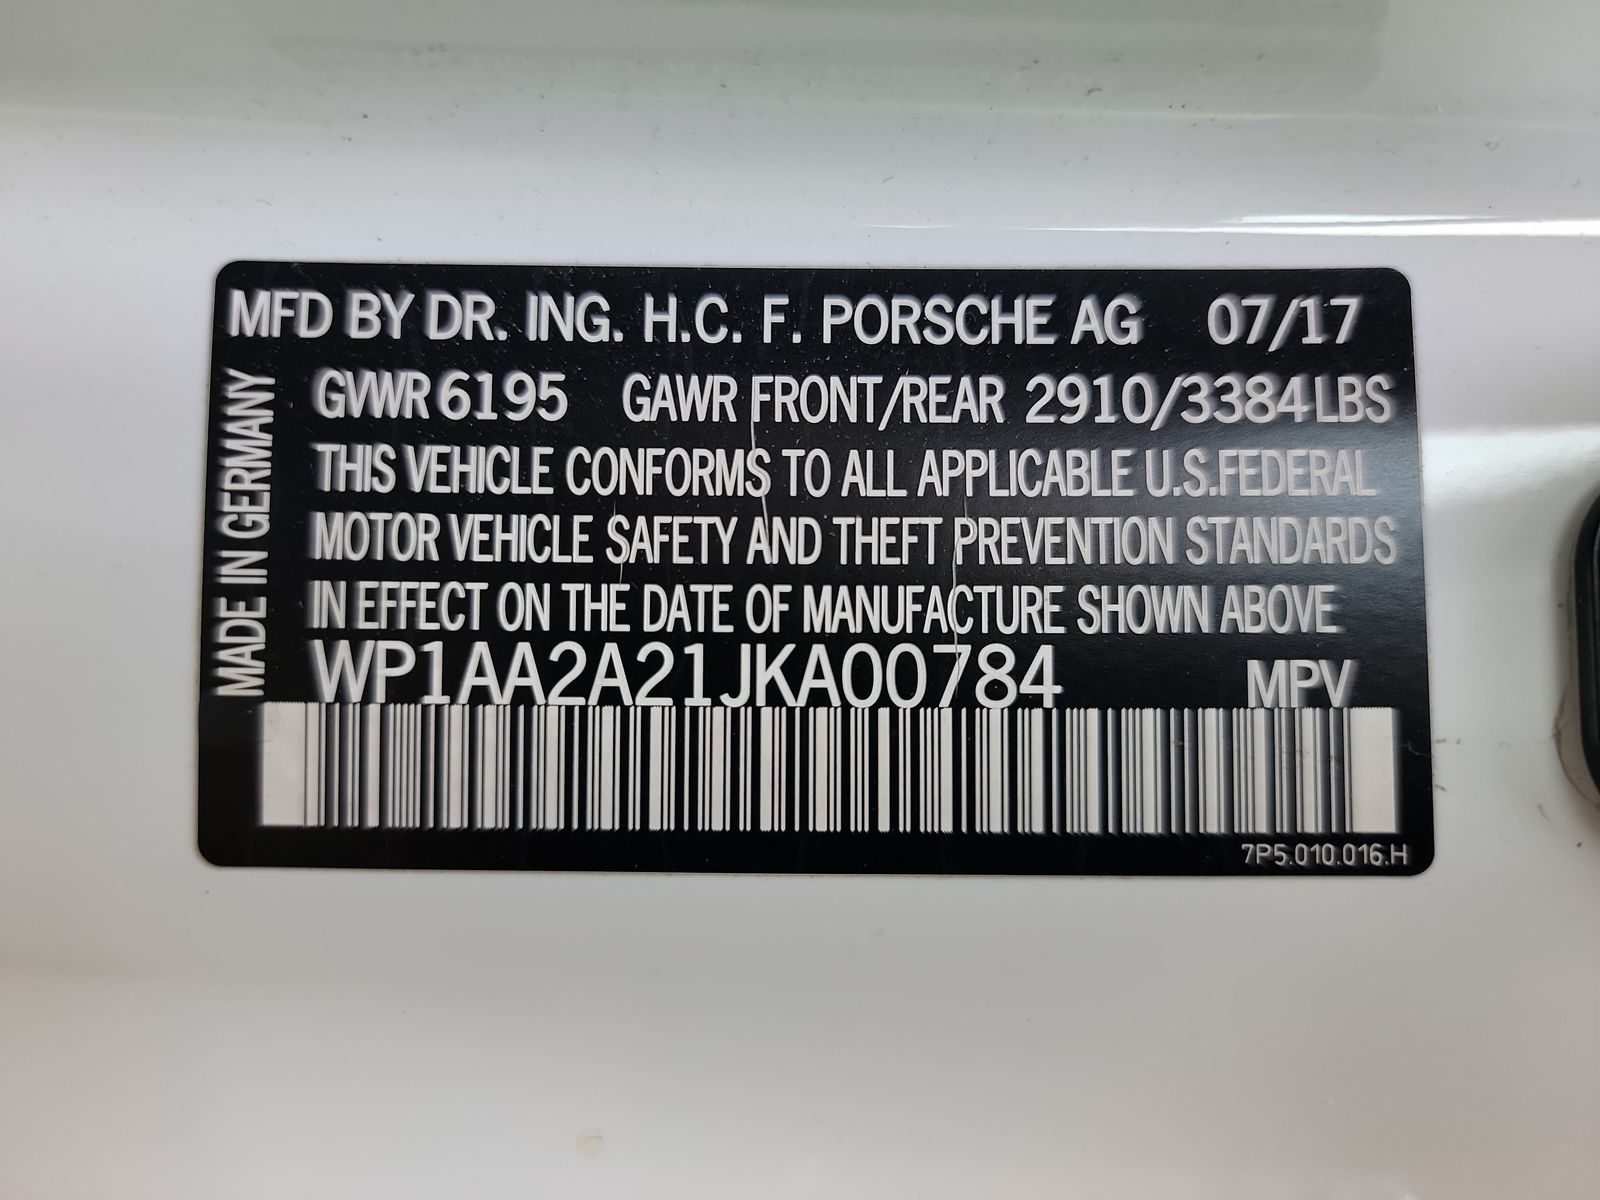 MFD BY DR. ING. H.C. F. PORSCHE AG 07/17
GVWR 6195 GAWR FRONT/REAR 2910/3384 LBS
THIS VEHICLE CONFORMS TO ALL APPLICABLE U.S.FEDERAL
MOTOR VEHICLE SAFETY AND THEFT PREVENTION STANDARDS
IN EFFECT ON THE DATE OF MANUFACTURE SHOWN ABOVE
WP1AA2A21JKA00784 MPV
7P5.010.016.H
MADE IN GERMANY